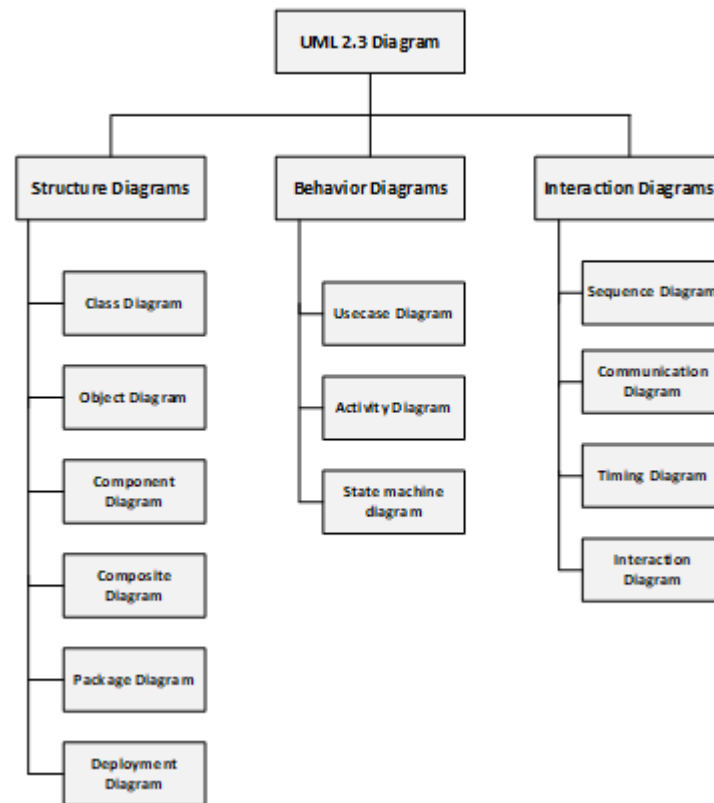 UML 2.3 Diagram
Structure Diagrams
Behavior Diagrams
Interaction Diagrams
Class Diagram
Object Diagram
Component
Diagram
Composite
Diagram
Package Diagram
Deployment
Diagram
Usecase Diagram
Activity Diagram
State machine
diagram
Sequence Diagram
Communication
Diagram
Timing Diagram
Interaction
Diagram